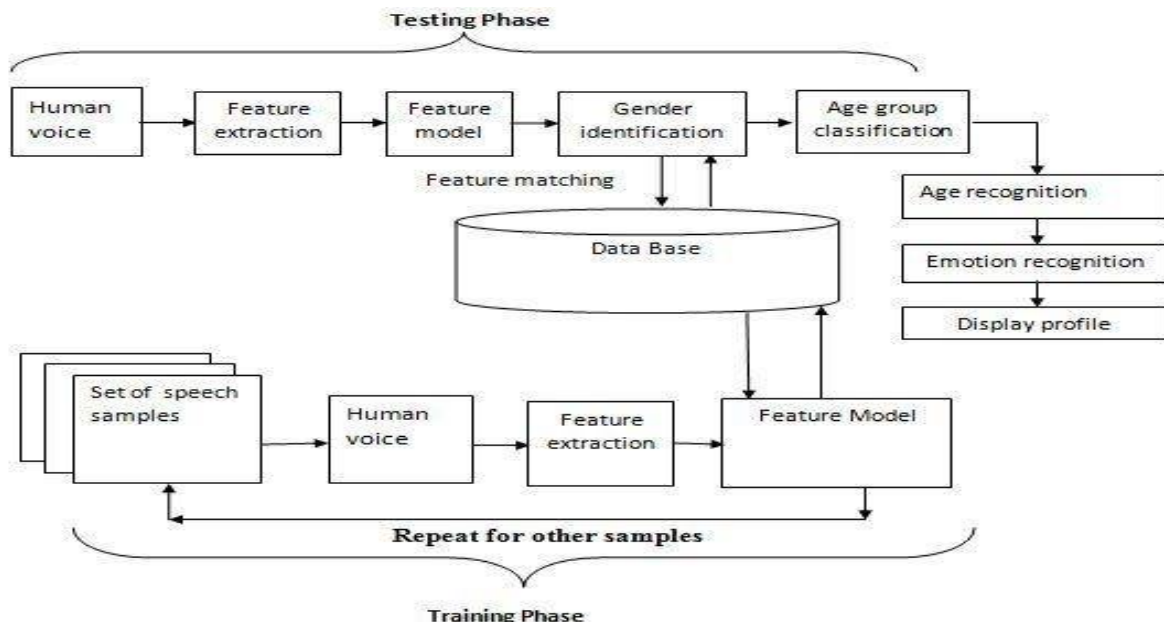 Testing Phase
Human
voice
Feature
extraction
Feature
model
Gender
identification
Age group
classification
Feature matching
Age recognition
Data Base
Emotion recognition
Display profile
Set of speech
samples
Human
voice
Feature
extraction
Feature Model
Repeat for other samples
Training Phase